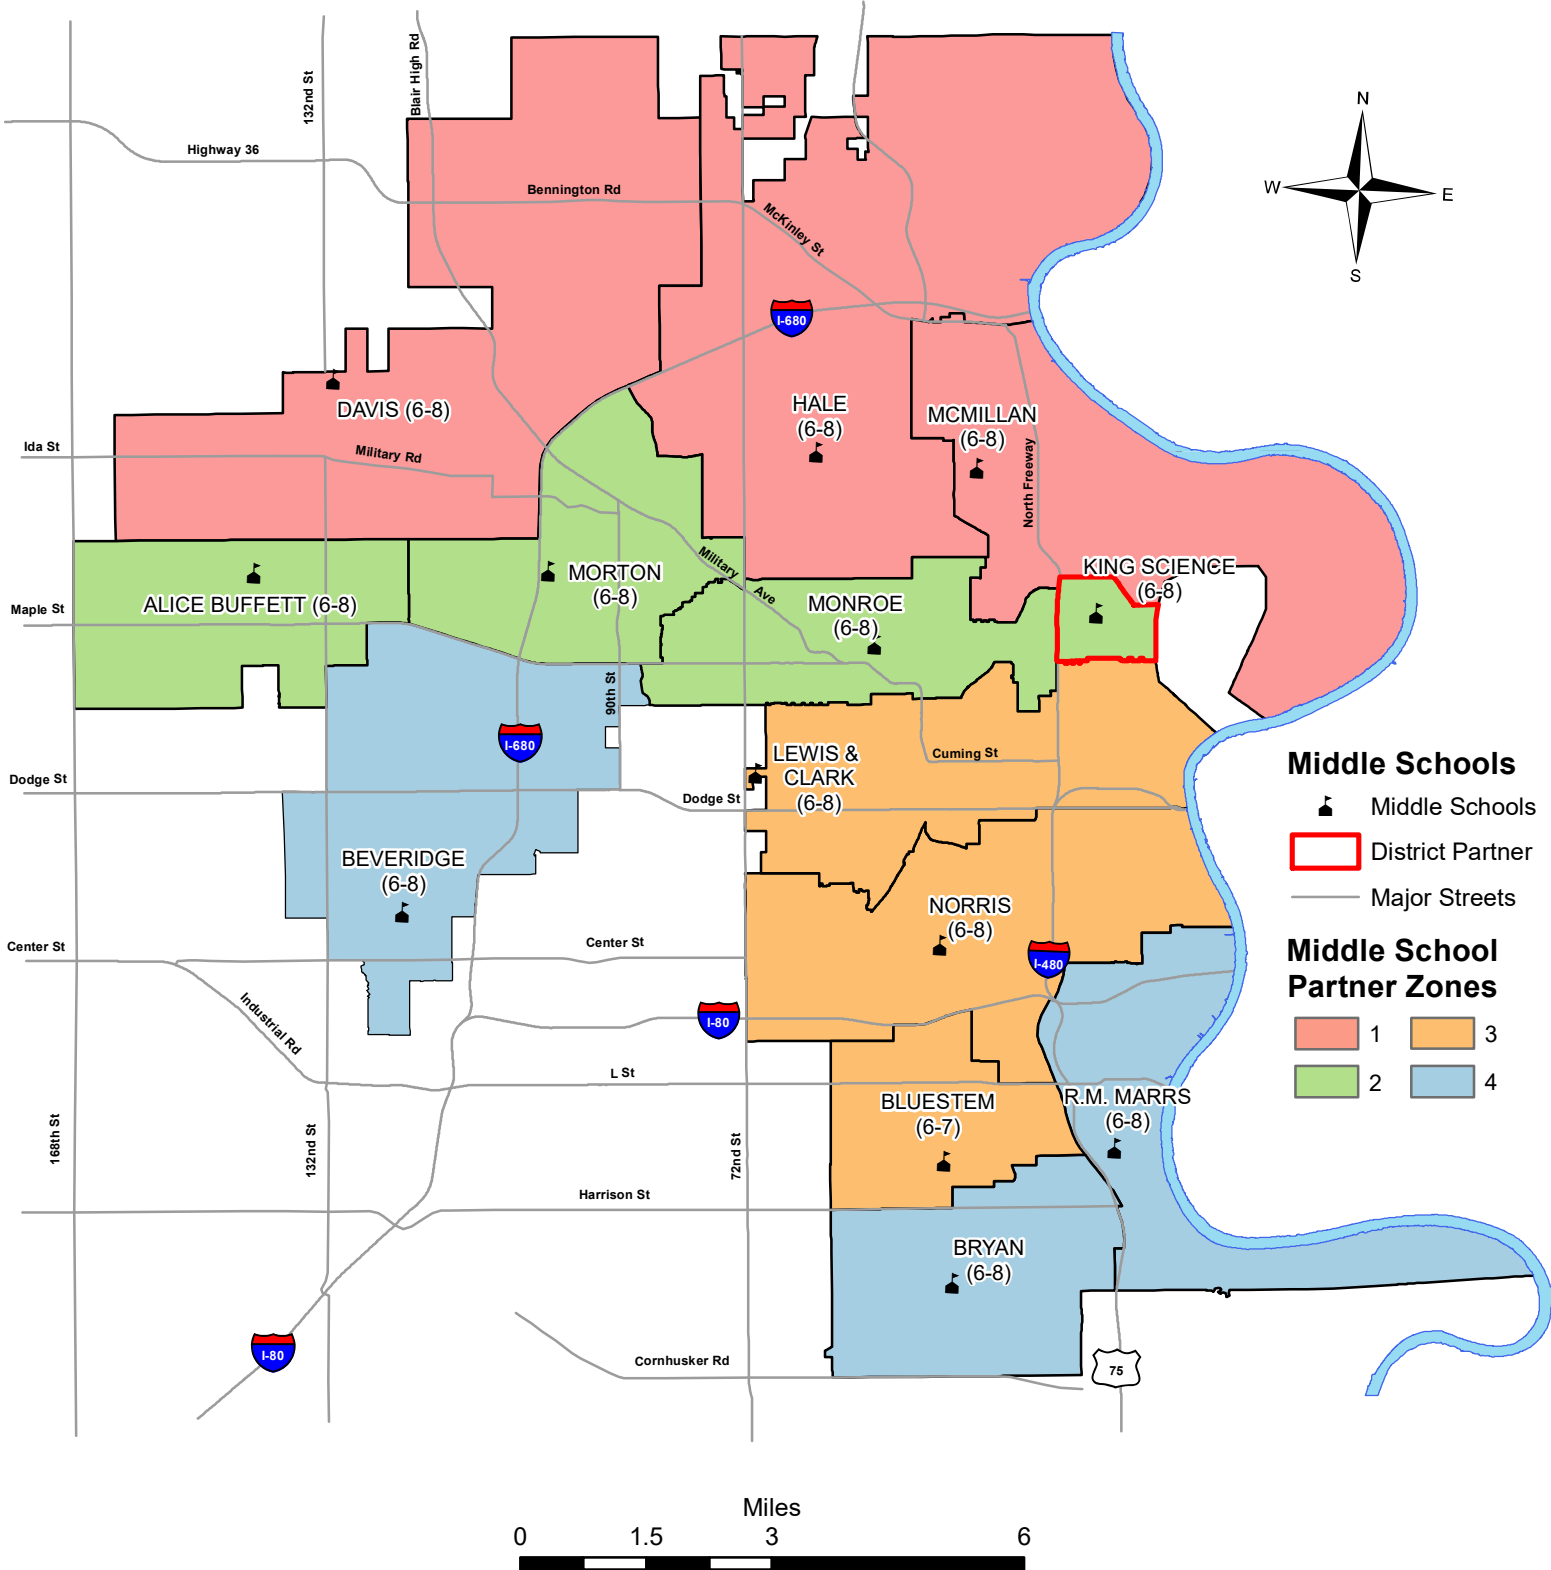 Blair High Rd
132nd St
N
Highway 36
Bennington Rd
W
E
McKinley St
S
I-680
DAVIS (6-8)
HALE
(6-8)
MCMILLAN
(6-8)
Ida St
Military Rd
North Freeway
Military
Ave
KING SCIENCE
(6-8)
MORTON
(6-8)
ALICE BUFFETT (6-8)
MONROE
(6-8)
Maple St
90th St
I-680
LEWIS &
CLARK
(6-8)
Cuming St
Dodge St
Dodge St
Middle Schools
Middle Schools
District Partner
Major Streets
BEVERIDGE
(6-8)
NORRIS
(6-8)
Center St
Center St
I-480
Middle School
Partner Zones
1
3
2
4
Industrial Rd
I-80
L St
BLUESTEM
(6-7)
R.M. MARRS
(6-8)
168th St
132nd St
72nd St
Harrison St
BRYAN
(6-8)
I-80
Cornhusker Rd
75
Miles
0
1.5
3
6